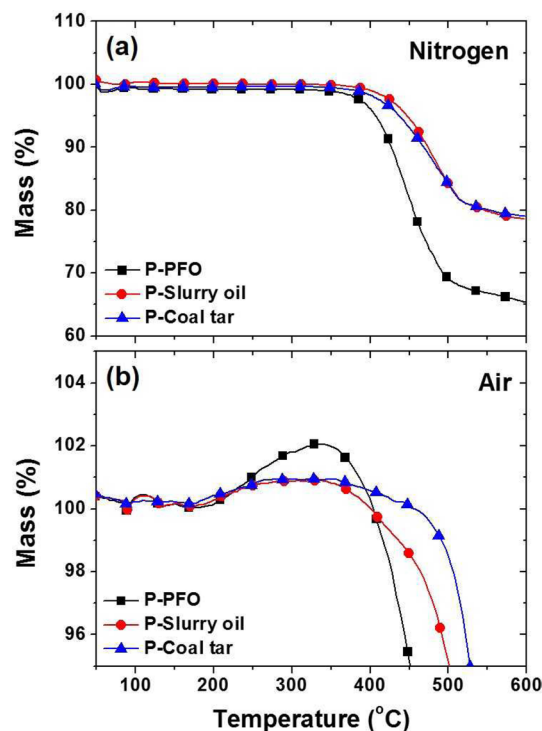 110
(a)
Nitrogen
100
90
80
70
60
Mass (%)
P-PFO
P-Slurry oil
P-Coal tar
(b)
Air
104
102
100
98
96
Mass (%)
P-PFO
P-Slurry oil
P-Coal tar
100 200 300 400 500 600
Temperature (°C)